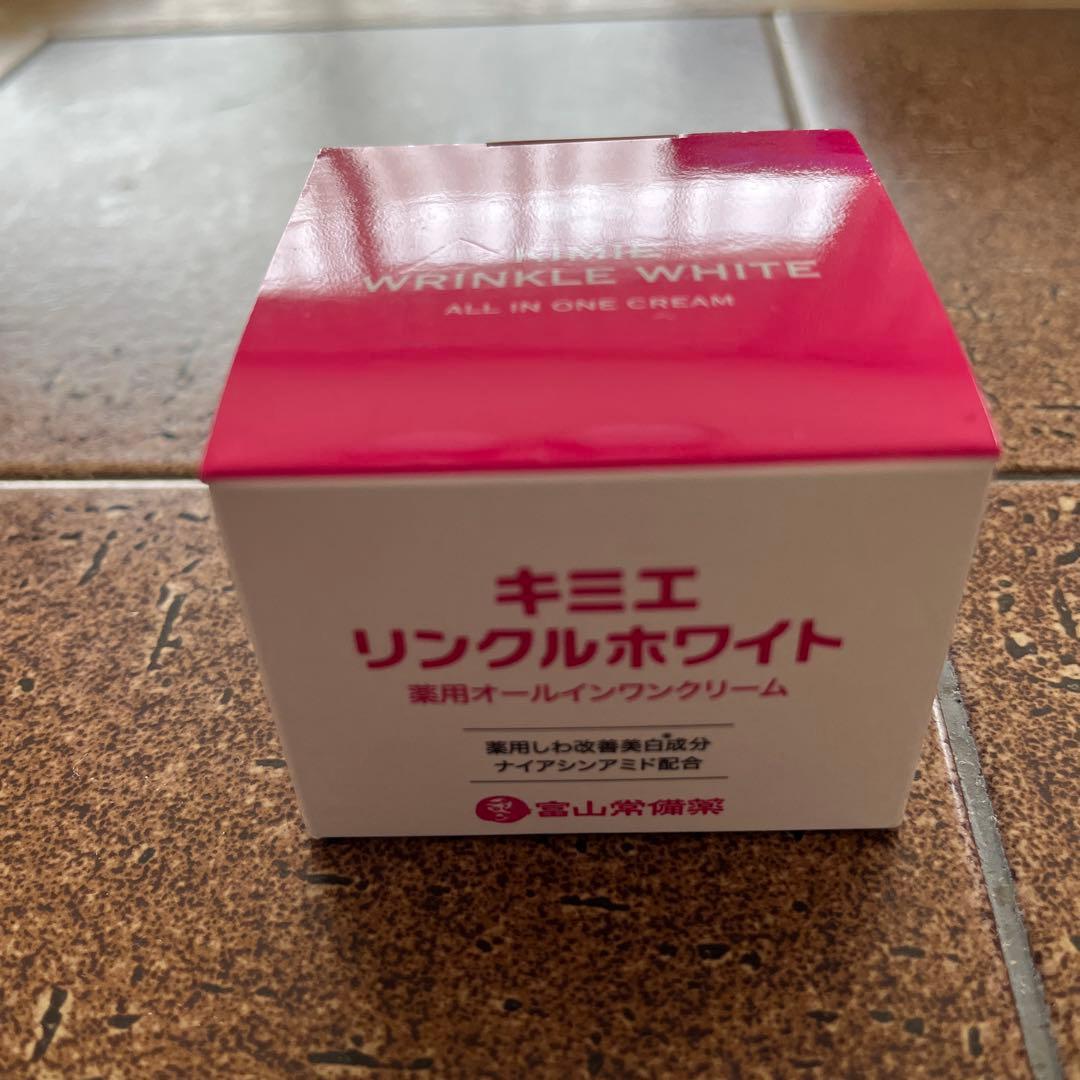 KIMIE
WRINKLE WHITE
ALL IN ONE CREAM
キミエ
リンクルホワイト
薬用オールインワンクリーム
薬用しわ改善美白*成分
ナイアシンアミド配合
富山常備薬